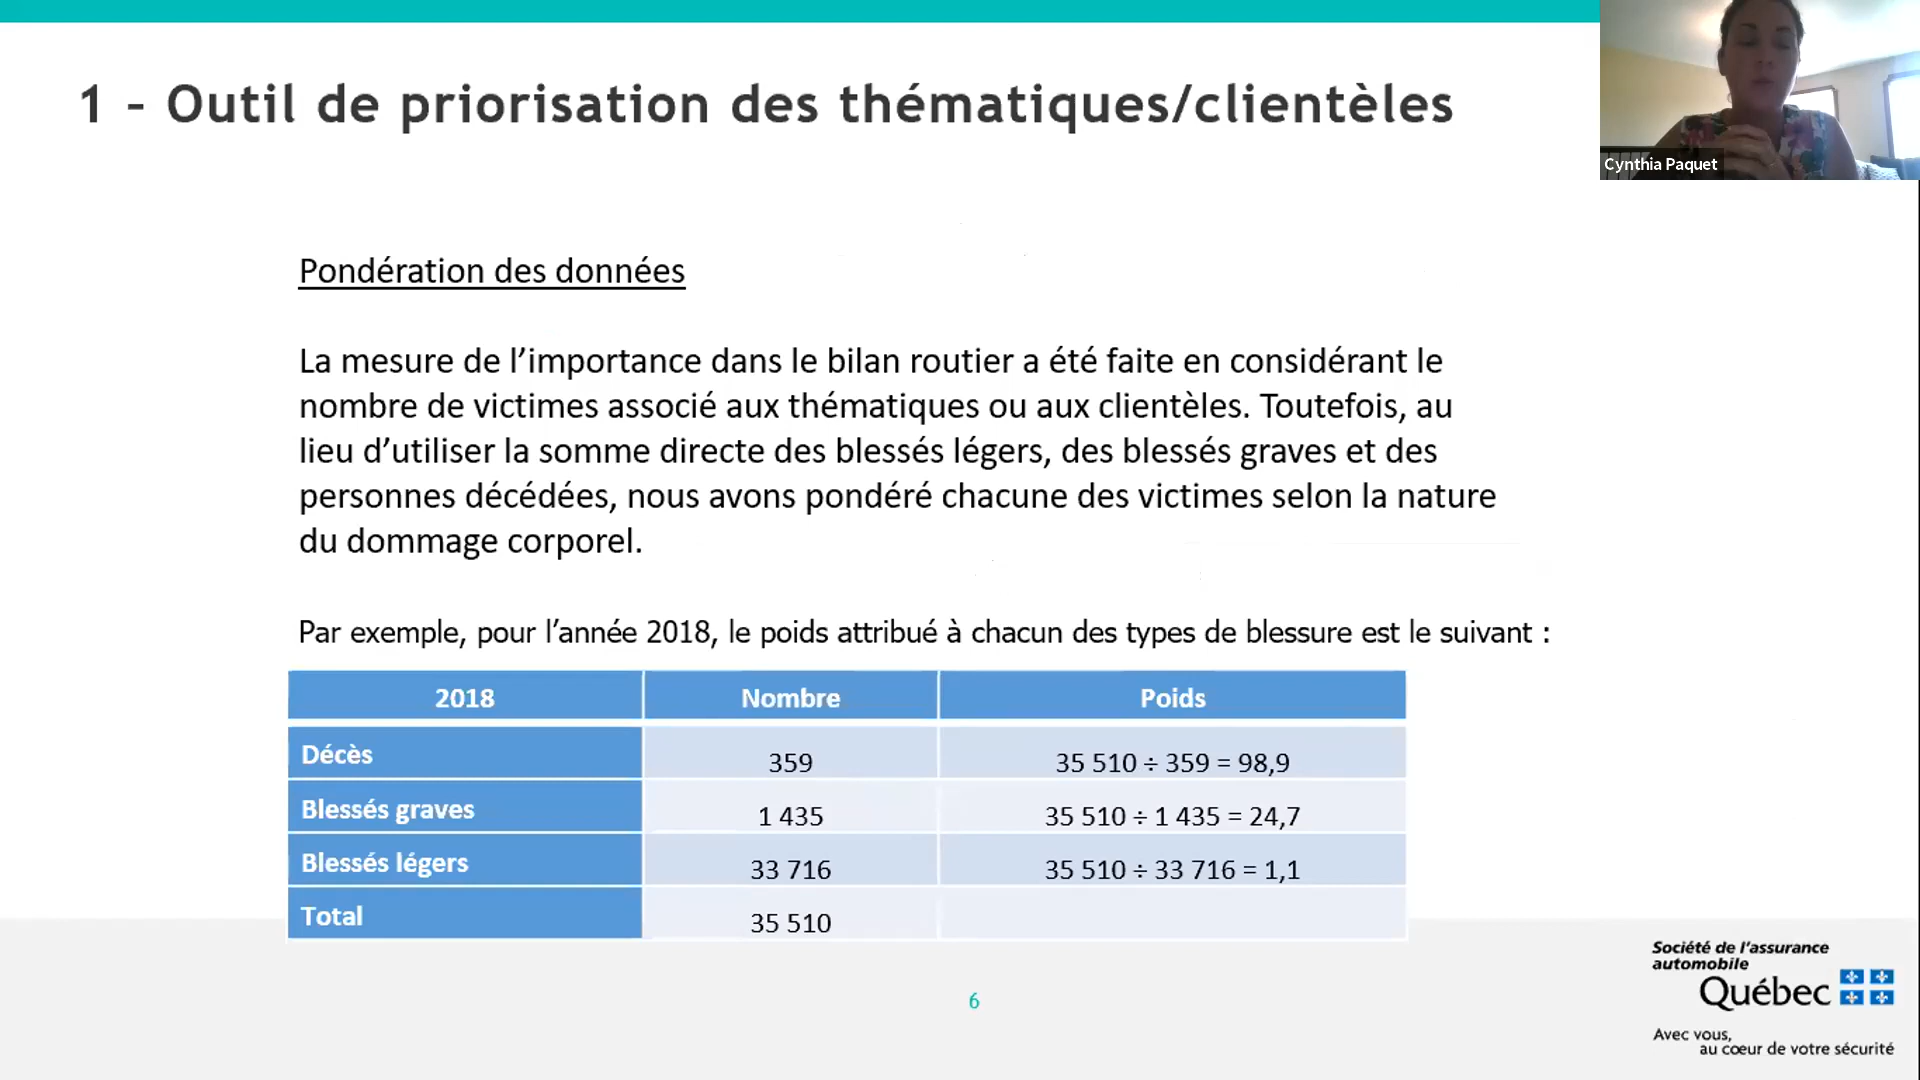 1 – Outil de priorisation des thématiques/clientèles
Cynthia Paquet
Pondération des données
La mesure de l’importance dans le bilan routier a été faite en considérant le
nombre de victimes associé aux thématiques ou aux clientèles. Toutefois, au
lieu d’utiliser la somme directe des blessés légers, des blessés graves et des
personnes décédées, nous avons pondéré chacune des victimes selon la nature
du dommage corporel.
Par exemple, pour l’année 2018, le poids attribué à chacun des types de blessure est le suivant :
2018 Nombre Poids
Décès 359 35 510 ÷ 359 = 98,9
Blessés graves 1 435 35 510 ÷ 1 435 = 24,7
Blessés légers 33 716 35 510 ÷ 33 716 = 1,1
Total 35 510
6
Société de l’assurance
automobile
Québec
Avec vous,
au cœur de votre sécurité